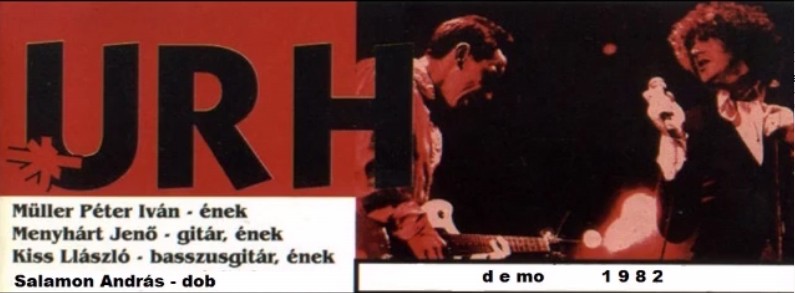 URH
Müller Péter Iván - ének
Menyhárt Jenő - gitár, ének
Kiss Llászló - basszusgitár, ének
Salamon András - dob
demo 1982